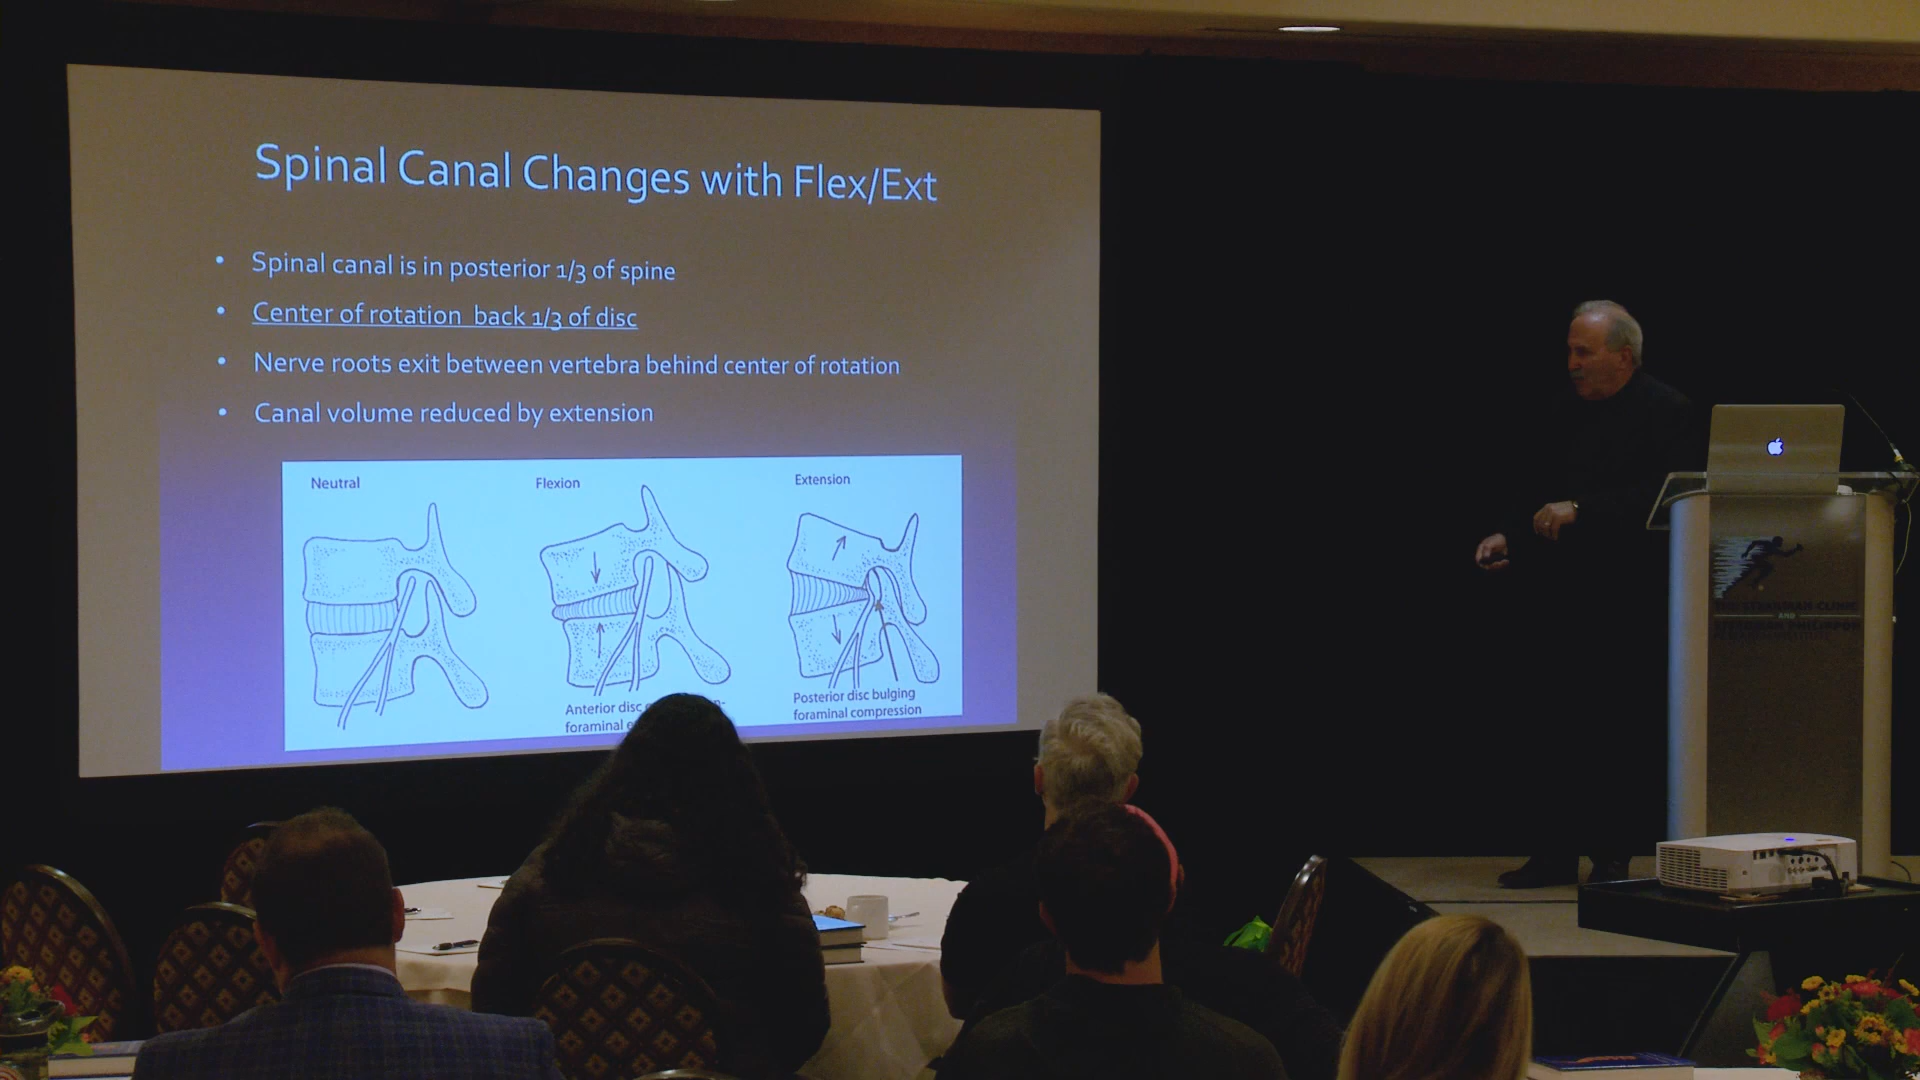 Spinal Canal Changes with Flex/Ext
• Spinal canal is in posterior 1/3 of spine
• Center of rotation back 1/3 of disc
• Nerve roots exit between vertebra behind center of rotation
• Canal volume reduced by extension
Neutral
Flexion
Extension
Anterior disc
foraminal
Posterior disc bulging
foraminal compression
CLINIC
AND